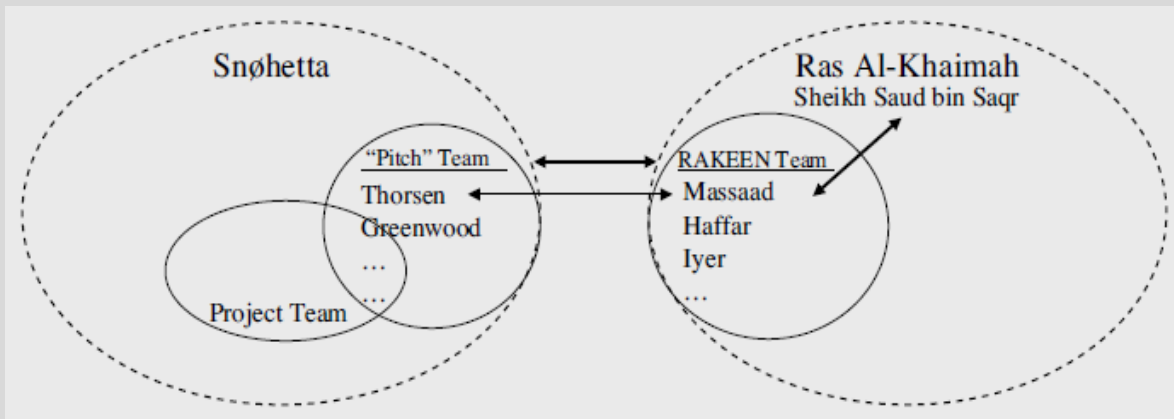 Snøhetta
“Pitch” Team
Thorsen
Greenwood
…
…
Project Team
Ras Al-Khaimah
Sheikh Saud bin Saqr
RAKEEN Team
Massaad
Haffar
Iyer
…